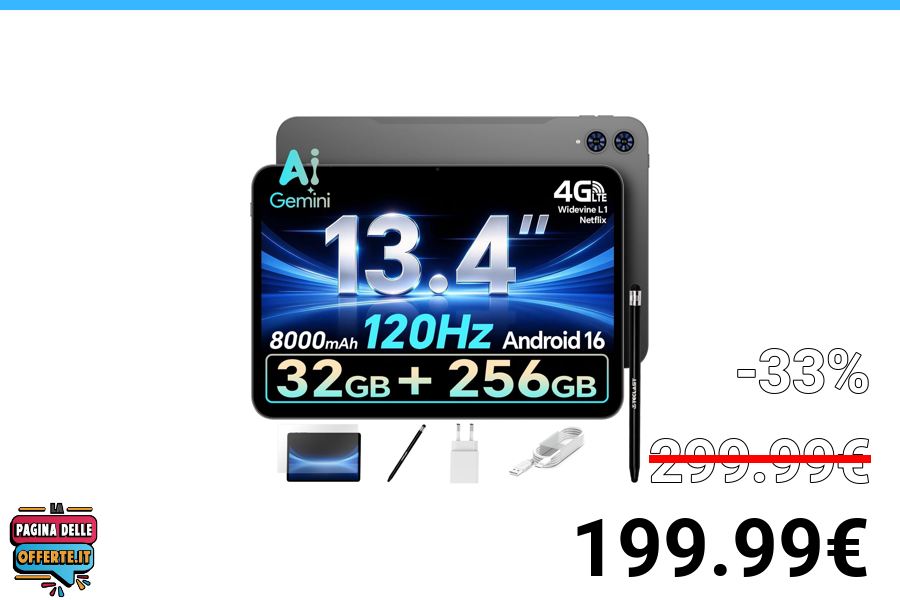 Ai
Gemini
4G LTE
Widevine L1
Netflix
13.4"
8000mAh 120Hz Android 16
32GB + 256GB
TECLAST
-33%
299.99€
199.99€
LA
PAGINA DELLE
OFFERTE.IT